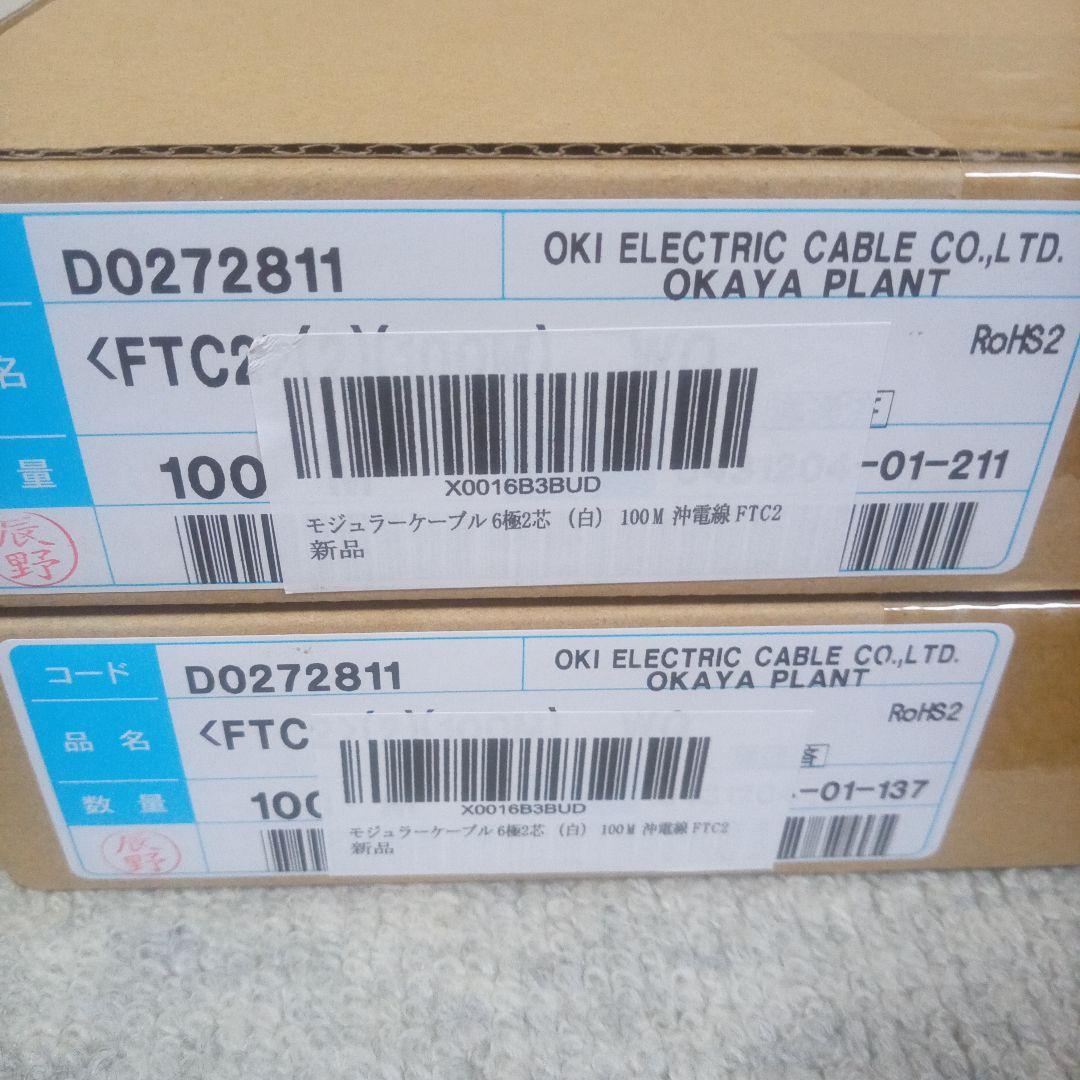 D0272811
OKI ELECTRIC CABLE CO.,LTD.
OKAYA PLANT
名
<FTC2
RoHS2
量
100
-01-211
X0016B3BUD
モジュラーケーブル 6極2芯 (白) 100M 沖電線 FTC2
新品
辰野
コード
D0272811
OKI ELECTRIC CABLE CO.,LTD.
OKAYA PLANT
品名
<FTC
RoHS2
数量
100
-01-137
X0016B3BUD
モジュラーケーブル 6極2芯 (白) 100M 沖電線 FTC2
新品
辰野